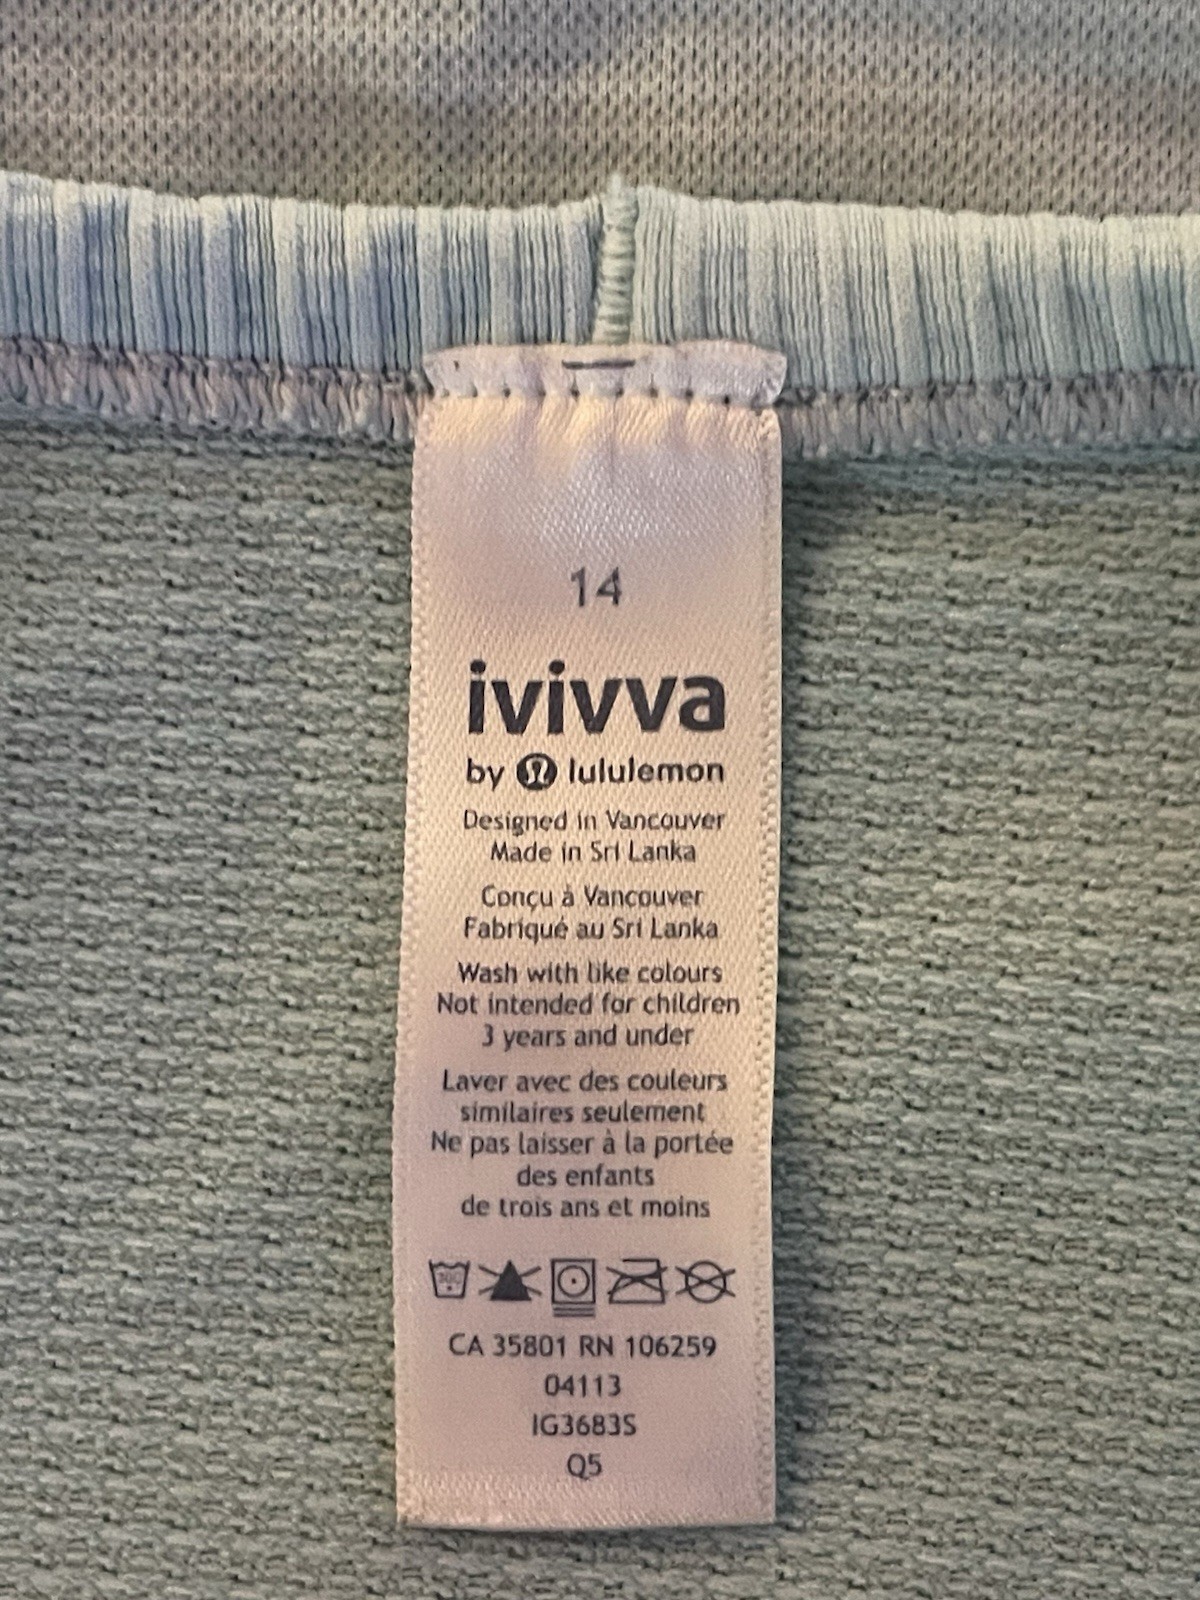 14
ivivva
by lululemon
Designed in Vancouver
Made in Sri Lanka
Conçu à Vancouver
Fabriqué au Sri Lanka
Wash with like colours
Not intended for children
3 years and under
Laver avec des couleurs
similaires seulement
Ne pas laisser à la portée
des enfants
de trois ans et moins
30C
CA 35801 RN 106259
04113
IG3683S
Q5